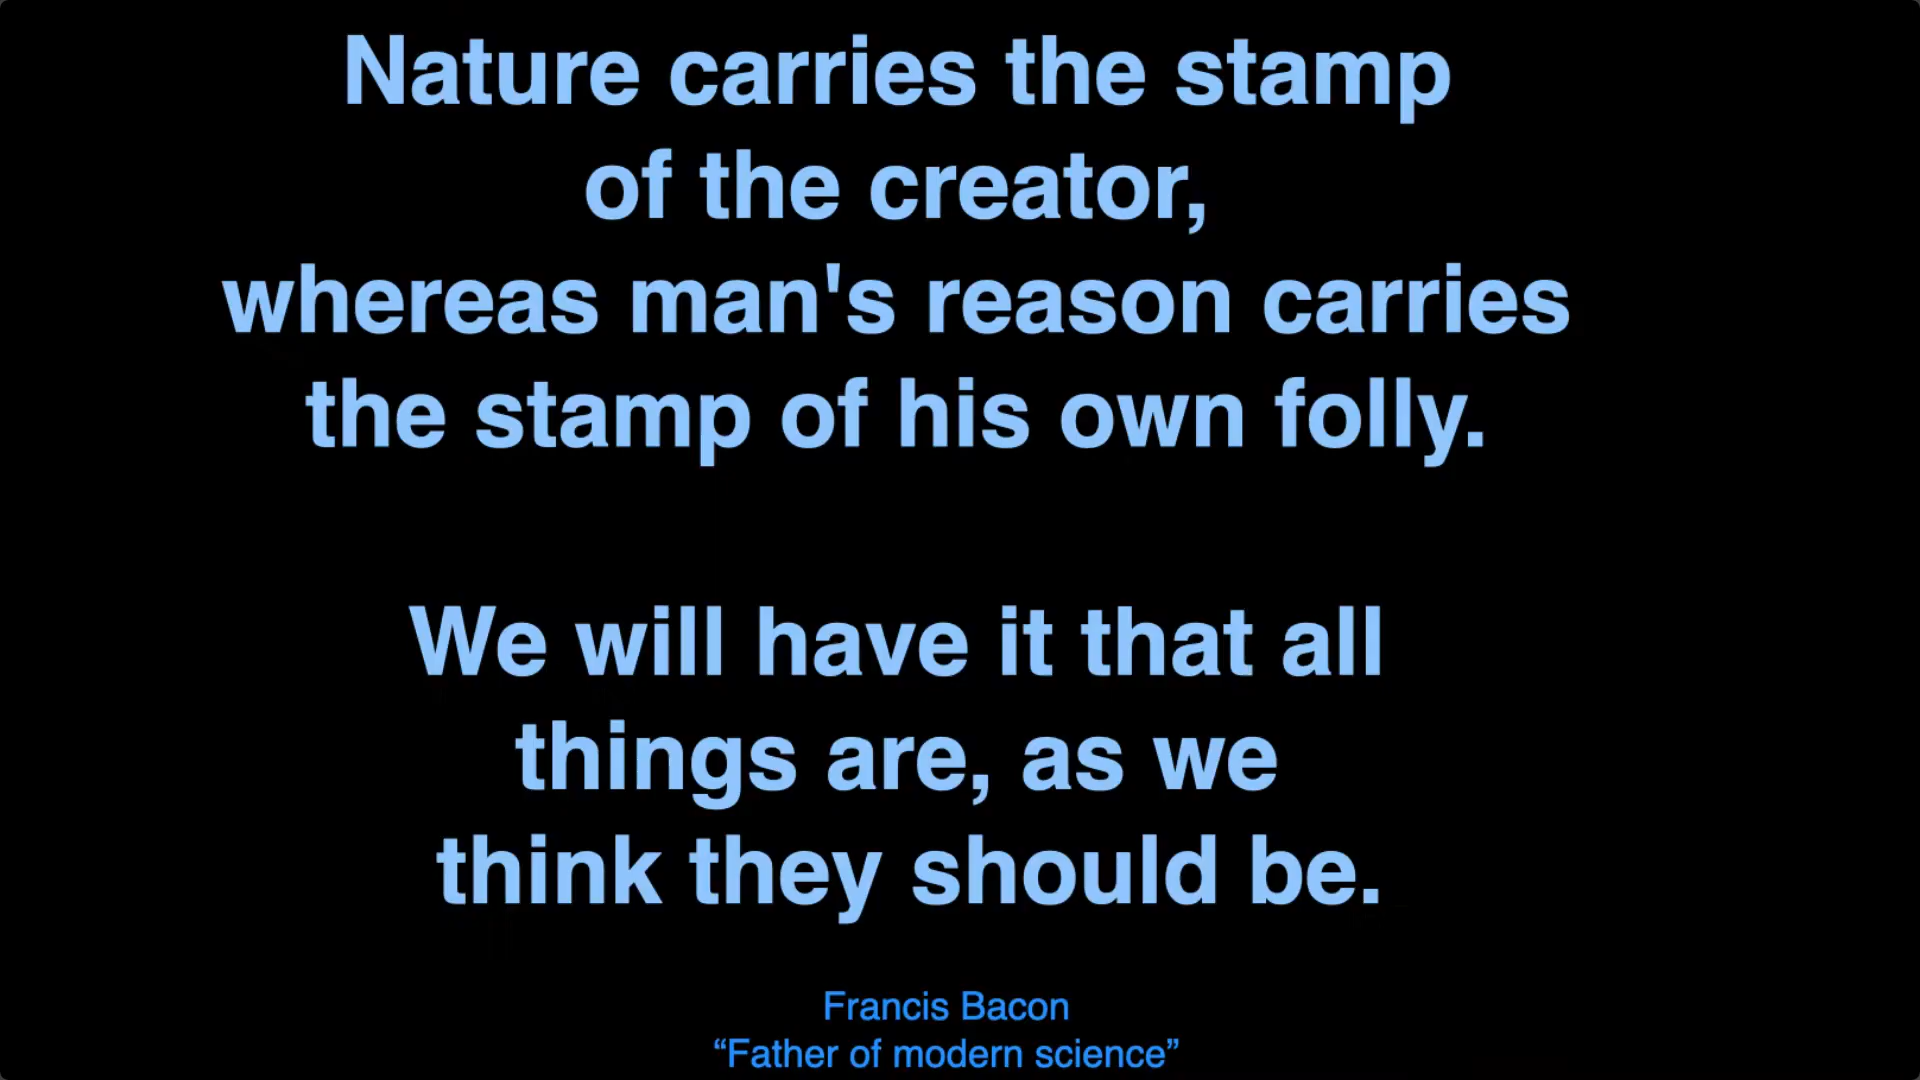 Nature carries the stamp
of the creator,
whereas man's reason carries
the stamp of his own folly.
We will have it that all
things are, as we
think they should be.
Francis Bacon
“Father of modern science”